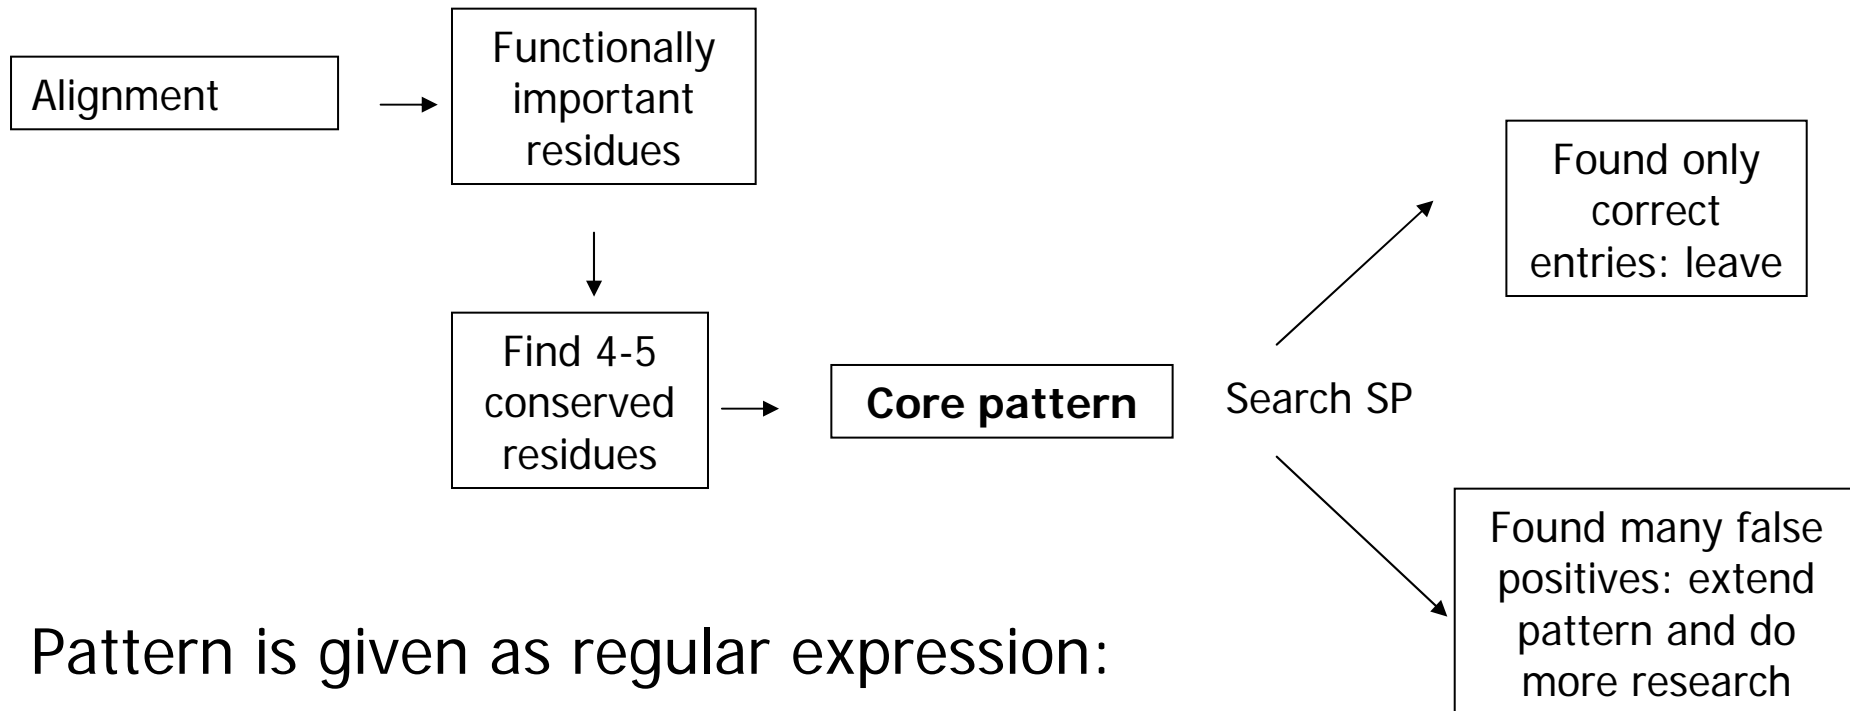 Alignment
Functionally
important
residues
Find 4-5
conserved
residues
Core pattern
Search SP
Found only
correct
entries: leave
Found many false
positives: extend
pattern and do
more research
Pattern is given as regular expression: